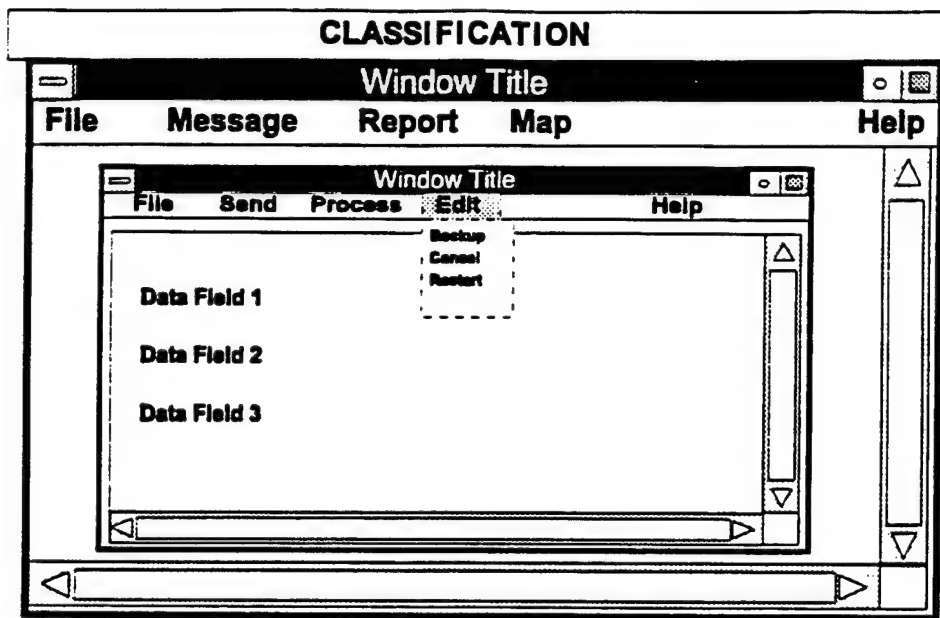 CLASSIFICATION
Window Title
File Message Report Map Help
Window Title
File Send Process Edit Help
Backup
Cancel
Restart
Data Field 1
Data Field 2
Data Field 3